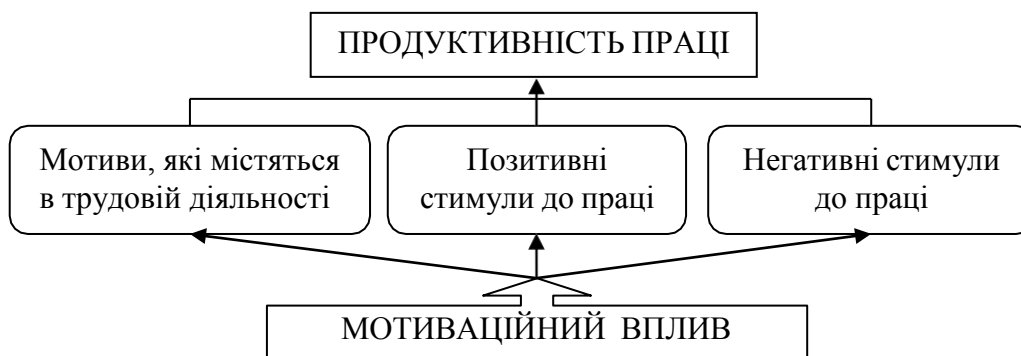 ПРОДУКТИВНІСТЬ ПРАЦІ
Мотиви, які містяться
в трудовій діяльності
Позитивні
стимули до праці
Негативні стимули
до праці
МОТИВАЦІЙНИЙ ВПЛИВ